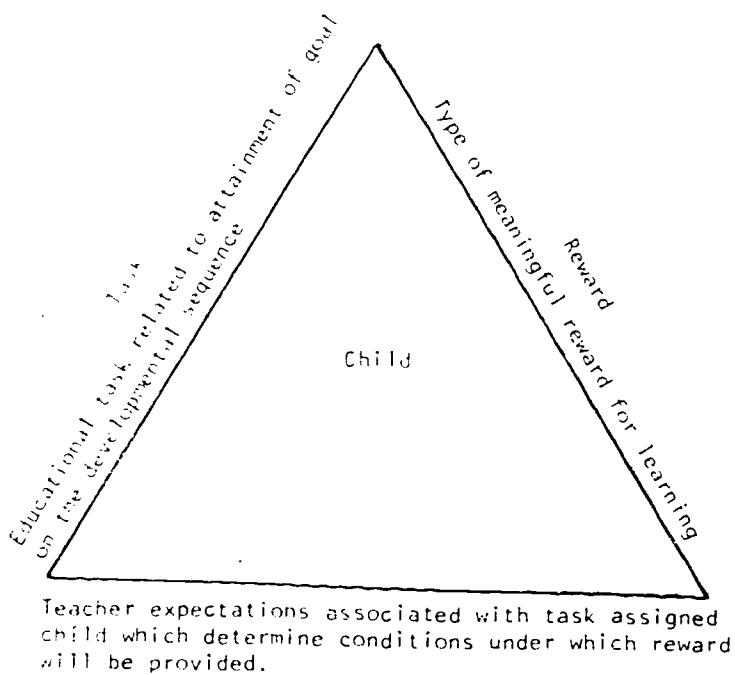 Task
Educational task related to attainment of goal
on the developmental sequence
Reward
Type of meaningful reward for learning
Child
Teacher expectations associated with task assigned
child which determine conditions under which reward
will be provided.